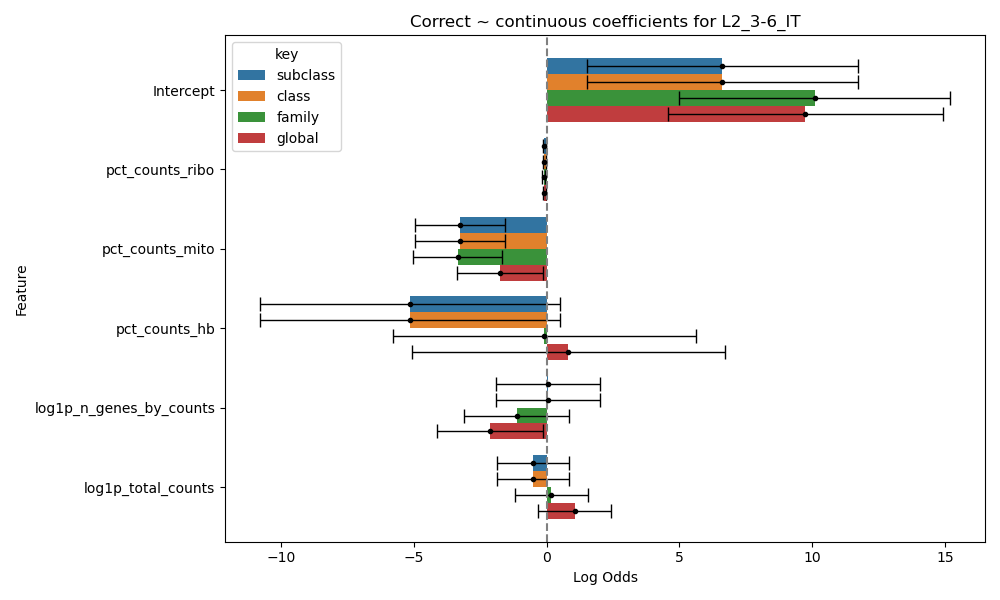 Correct ~ continuous coefficients for L2_3-6_IT
key
subclass
class
family
global
Intercept
pct_counts_ribo
pct_counts_mito
pct_counts_hb
log1p_n_genes_by_counts
log1p_total_counts
Feature
−10 −5 0 5 10 15
Log Odds